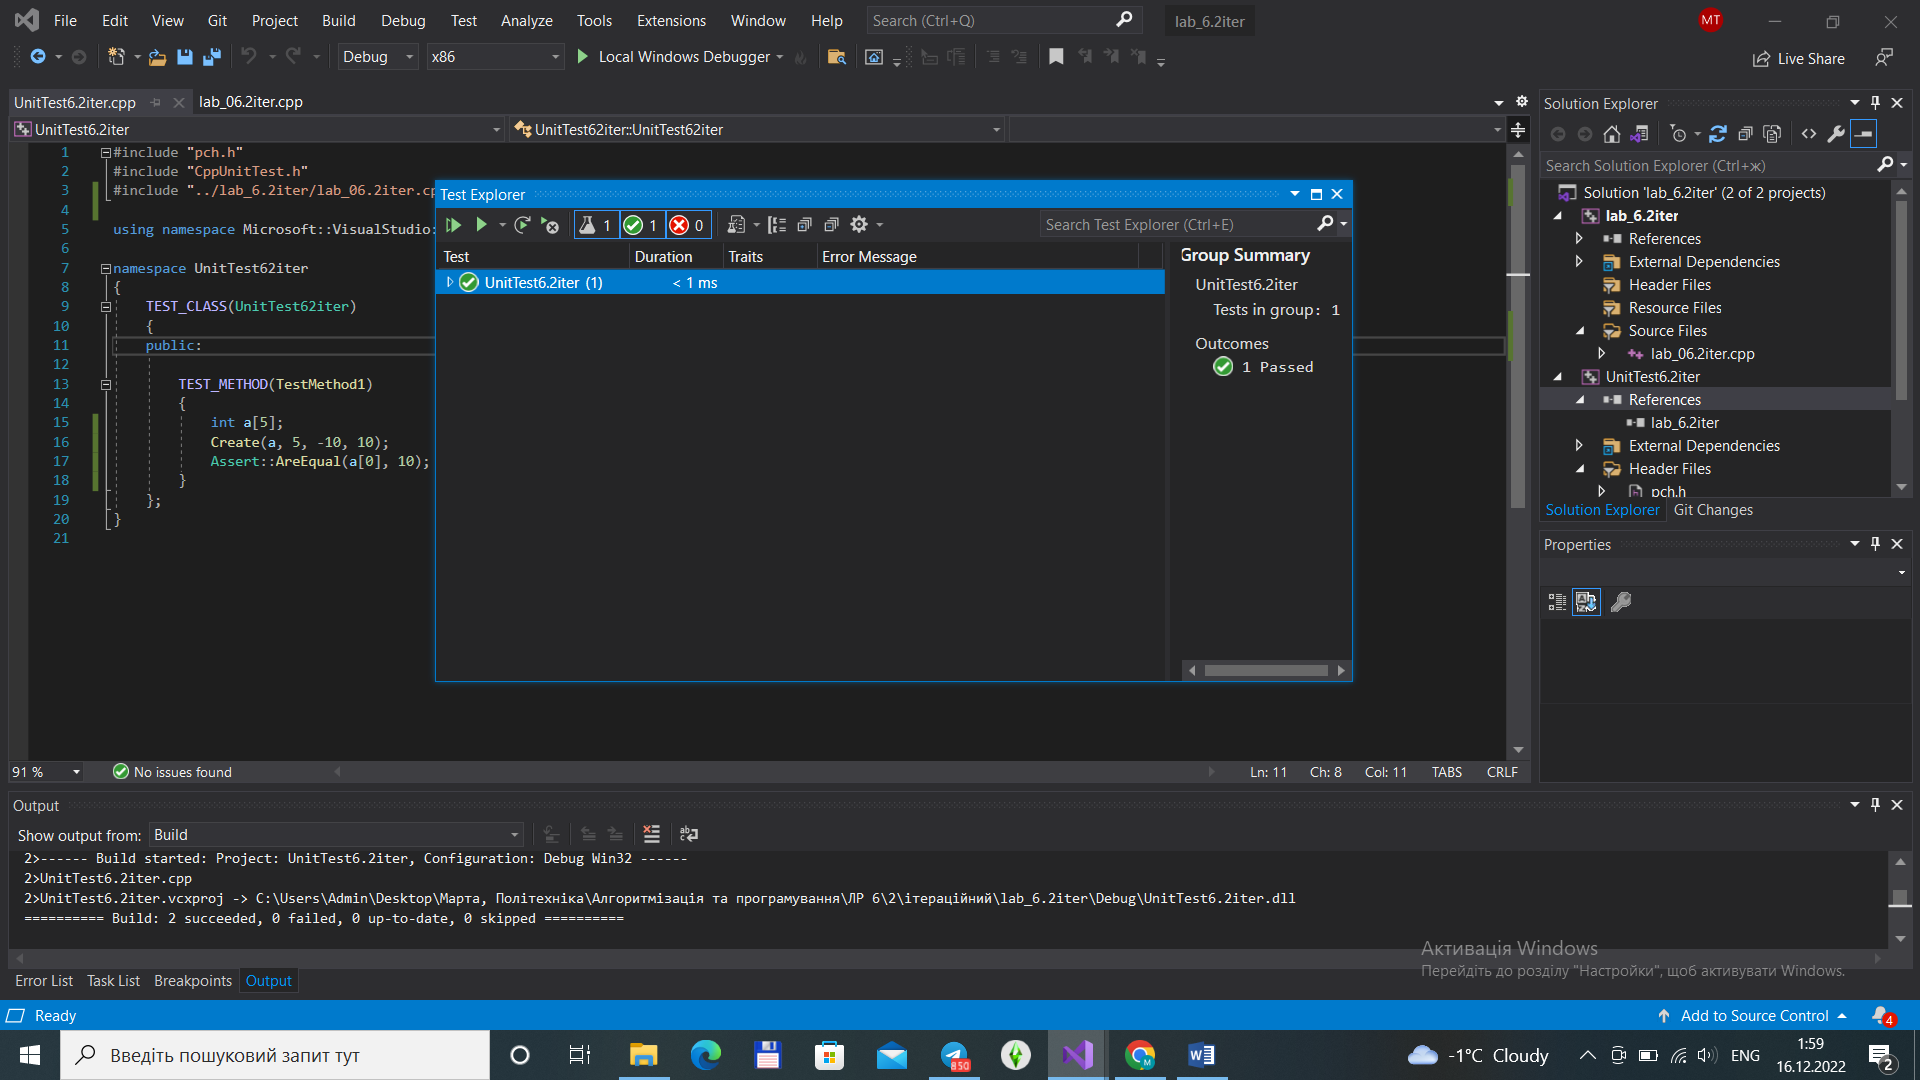 File Edit View Git Project Build Debug Test Analyze Tools Extensions Window Help Search (Ctrl+Q) lab_6.2iter MT
Debug x86 Local Windows Debugger Live Share
UnitTest6.2iter.cpp lab_06.2iter.cpp
UnitTest6.2iter UnitTest62iter::UnitTest62iter
1 #include "pch.h"
2 #include "CppUnitTest.h"
3 #include "../lab_6.2iter/lab_06.2iter.cp
4
5 using namespace Microsoft::VisualStudio:
6
7 namespace UnitTest62iter
8 {
9 TEST_CLASS(UnitTest62iter)
10 {
11 public:
12
13 TEST_METHOD(TestMethod1)
14 {
15 int a[5];
16 Create(a, 5, -10, 10);
17 Assert::AreEqual(a[0], 10);
18 }
19 };
20 }
21
Test Explorer
1 1 0 Search Test Explorer (Ctrl+E)
Test Duration Traits Error Message
UnitTest6.2iter (1) < 1 ms
Group Summary
UnitTest6.2iter
Tests in group: 1
Outcomes
1 Passed
91 % No issues found Ln: 11 Ch: 8 Col: 11 TABS CRLF
Solution Explorer
Search Solution Explorer (Ctrl+ж)
Solution 'lab_6.2iter' (2 of 2 projects)
lab_6.2iter
References
External Dependencies
Header Files
Resource Files
Source Files
lab_06.2iter.cpp
UnitTest6.2iter
References
lab_6.2iter
External Dependencies
Header Files
pch.h
Solution Explorer Git Changes
Properties
Output
Show output from: Build
2>------ Build started: Project: UnitTest6.2iter, Configuration: Debug Win32 ------
2>UnitTest6.2iter.cpp
2>UnitTest6.2iter.vcxproj -> C:\Users\Admin\Desktop\Марта, Політехніка\Алгоритмізація та програмування\ЛР 6\2\ітераційний\lab_6.2iter\Debug\UnitTest6.2iter.dll
========== Build: 2 succeeded, 0 failed, 0 up-to-date, 0 skipped ==========
Активація Windows
Перейдіть до розділу "Настройки", щоб активувати Windows.
Error List Task List Breakpoints Output
Ready Add to Source Control 4
Введіть пошуковий запит тут 850 -1°C Cloudy ENG 1:59
16.12.2022 2